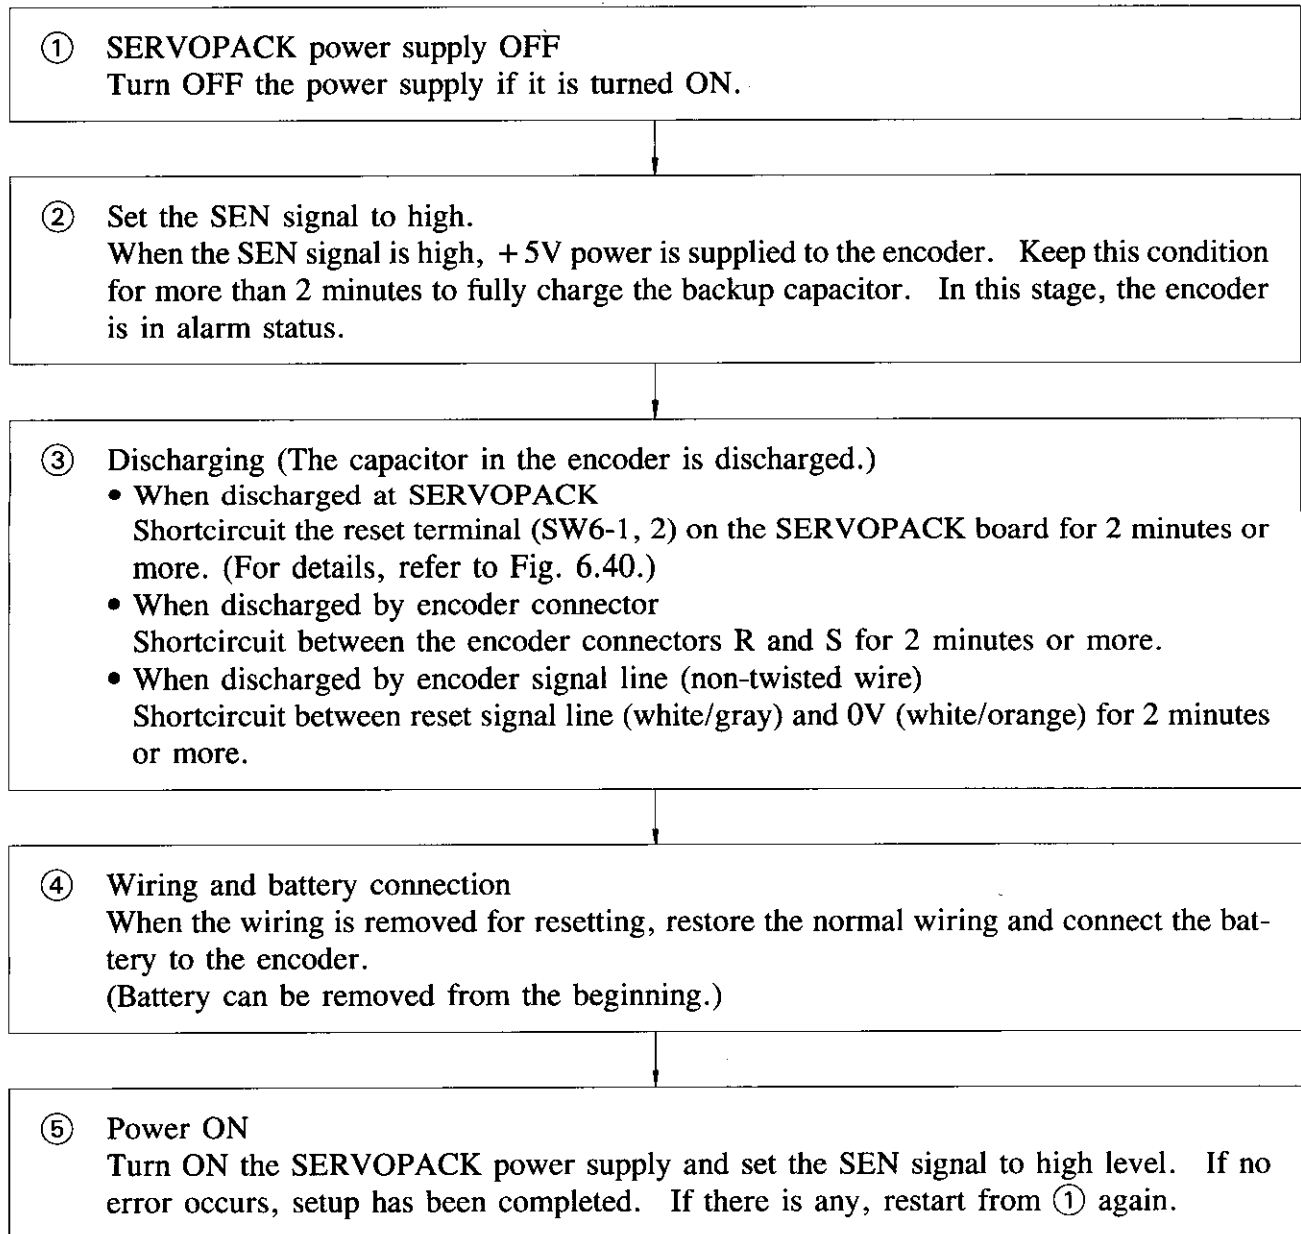 ① SERVOPACK power supply OFF
Turn OFF the power supply if it is turned ON.
② Set the SEN signal to high.
When the SEN signal is high, +5V power is supplied to the encoder. Keep this condition
for more than 2 minutes to fully charge the backup capacitor. In this stage, the encoder
is in alarm status.
③ Discharging (The capacitor in the encoder is discharged.)
• When discharged at SERVOPACK
Shortcircuit the reset terminal (SW6-1, 2) on the SERVOPACK board for 2 minutes or
more. (For details, refer to Fig. 6.40.)
• When discharged by encoder connector
Shortcircuit between the encoder connectors R and S for 2 minutes or more.
• When discharged by encoder signal line (non-twisted wire)
Shortcircuit between reset signal line (white/gray) and 0V (white/orange) for 2 minutes
or more.
④ Wiring and battery connection
When the wiring is removed for resetting, restore the normal wiring and connect the bat-
tery to the encoder.
(Battery can be removed from the beginning.)
⑤ Power ON
Turn ON the SERVOPACK power supply and set the SEN signal to high level. If no
error occurs, setup has been completed. If there is any, restart from ① again.